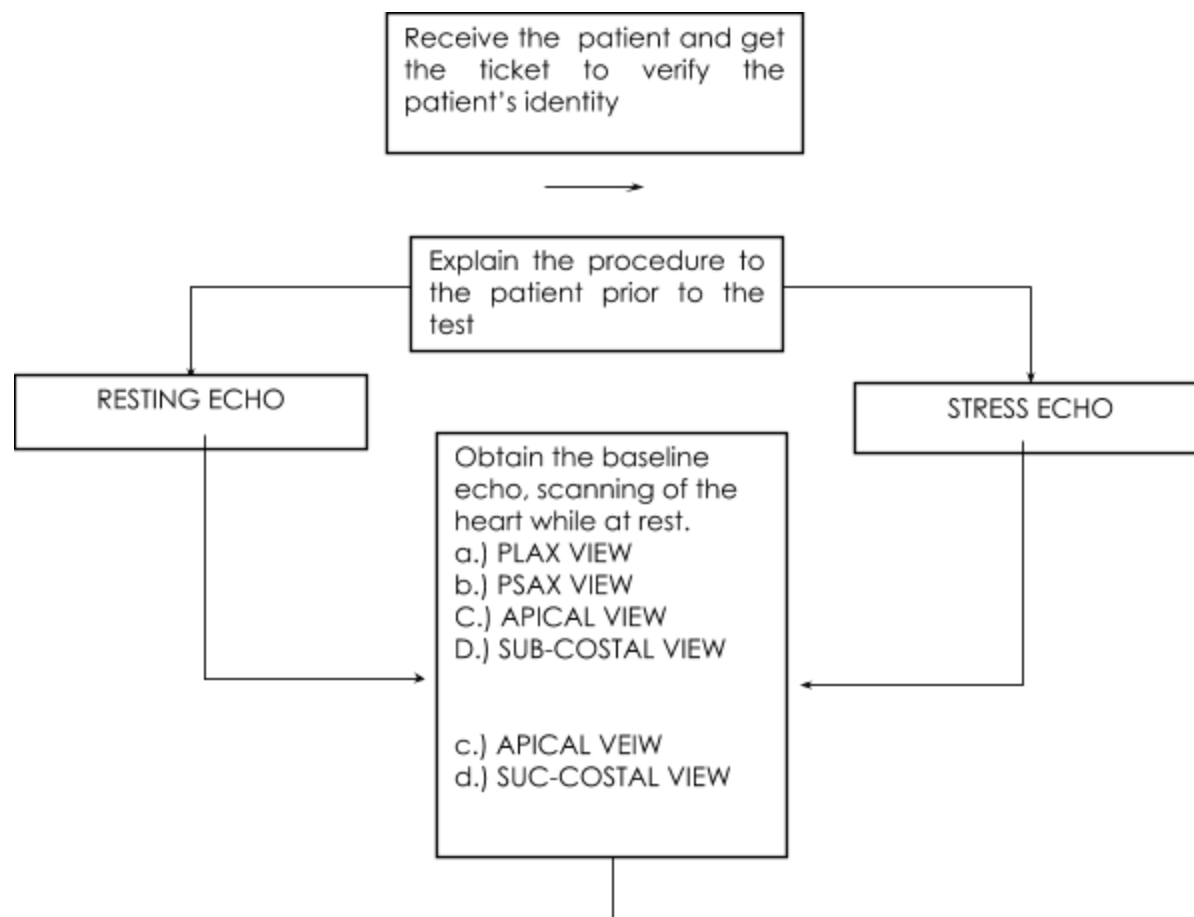 Receive the patient and get
the ticket to verify the
patient's identity
Explain the procedure to
the patient prior to the
test
RESTING ECHO
STRESS ECHO
Obtain the baseline
echo, scanning of the
heart while at rest.
a.) PLAX VIEW
b.) PSAX VIEW
C.) APICAL VIEW
D.) SUB-COSTAL VIEW
c.) APICAL VEIW
d.) SUC-COSTAL VIEW